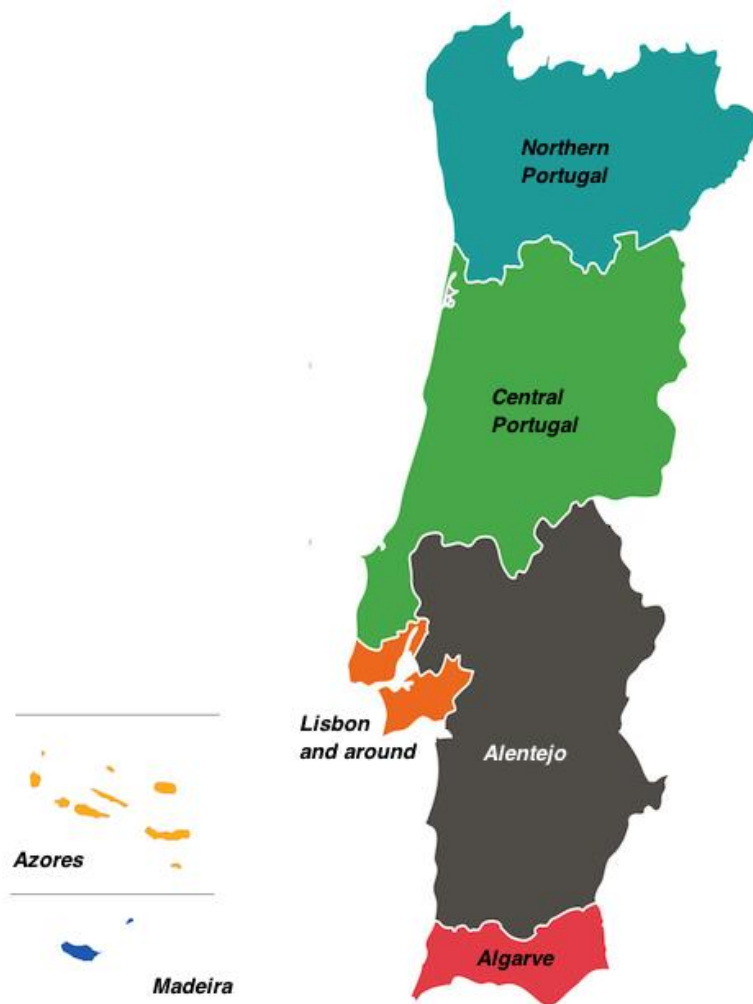 Northern
Portugal
Central
Portugal
Lisbon
and around
Alentejo
Azores
Algarve
Madeira